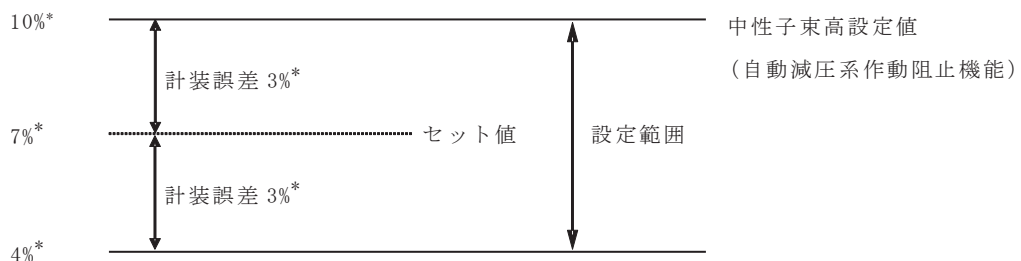 10%*
中性子束高設定値
(自動減圧系作動阻止機能)
計装誤差 3%*
7%*
セット値
設定範囲
計装誤差 3%*
4%*